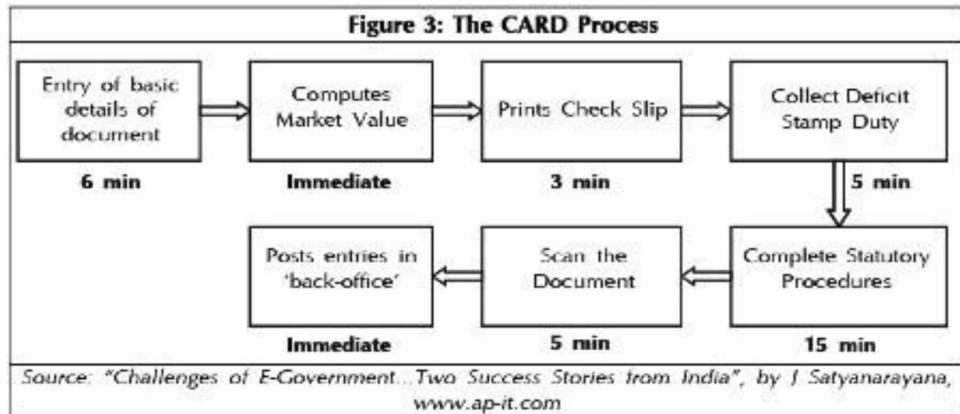 Figure 3: The CARD Process
Entry of basic
details of
document
6 min
Computes
Market Value
Immediate
Prints Check Slip
3 min
Collect Deficit
Stamp Duty
5 min
Complete Statutory
Procedures
15 min
Scan the
Document
5 min
Posts entries in
'back-office'
Immediate
Source: "Challenges of E-Government...Two Success Stories from India", by J Satyanarayana,
www.ap-it.com